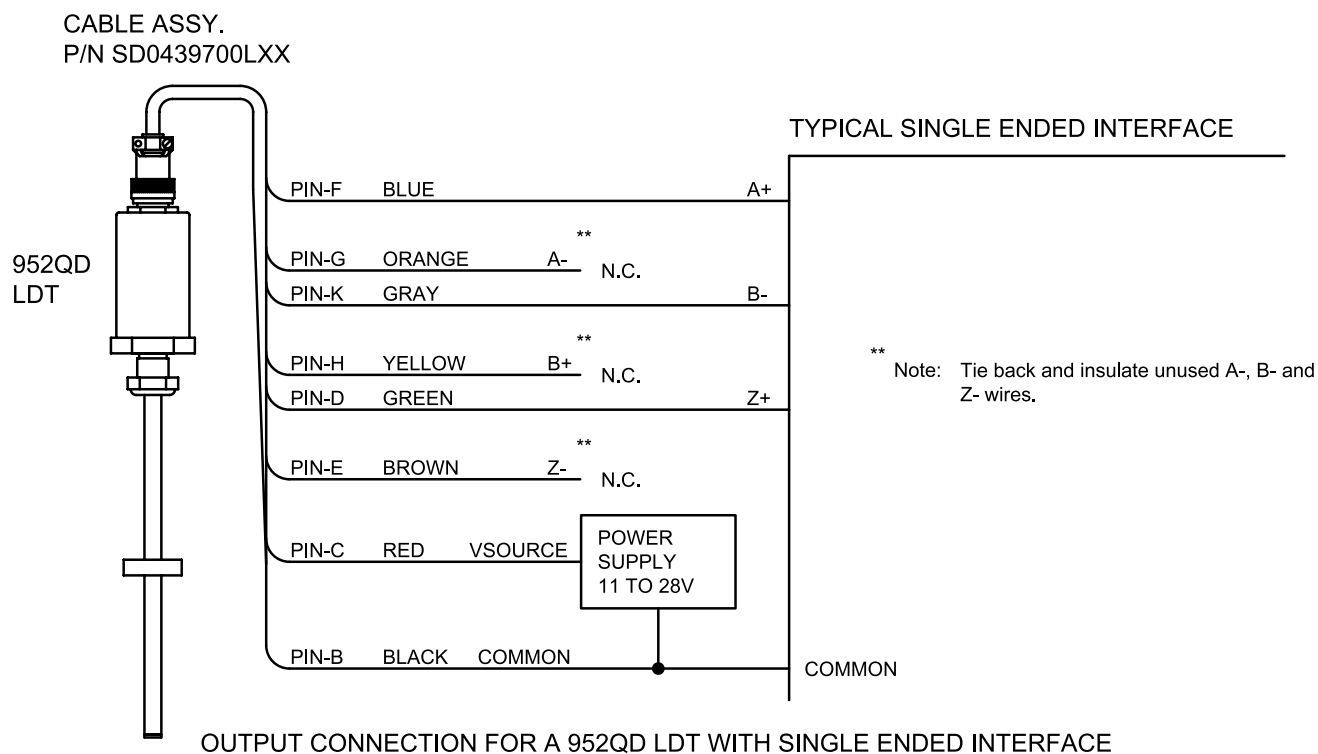 CABLE ASSY.
P/N SD0439700LXX
TYPICAL SINGLE ENDED INTERFACE
952QD
LDT
PIN-F BLUE A+
**
PIN-G ORANGE A- N.C.
PIN-K GRAY B-
**
PIN-H YELLOW B+ N.C.
PIN-D GREEN Z+
**
PIN-E BROWN Z- N.C.
PIN-C RED VSOURCE
POWER
SUPPLY
11 TO 28V
PIN-B BLACK COMMON
COMMON
** Note: Tie back and insulate unused A-, B- and
Z- wires.
OUTPUT CONNECTION FOR A 952QD LDT WITH SINGLE ENDED INTERFACE